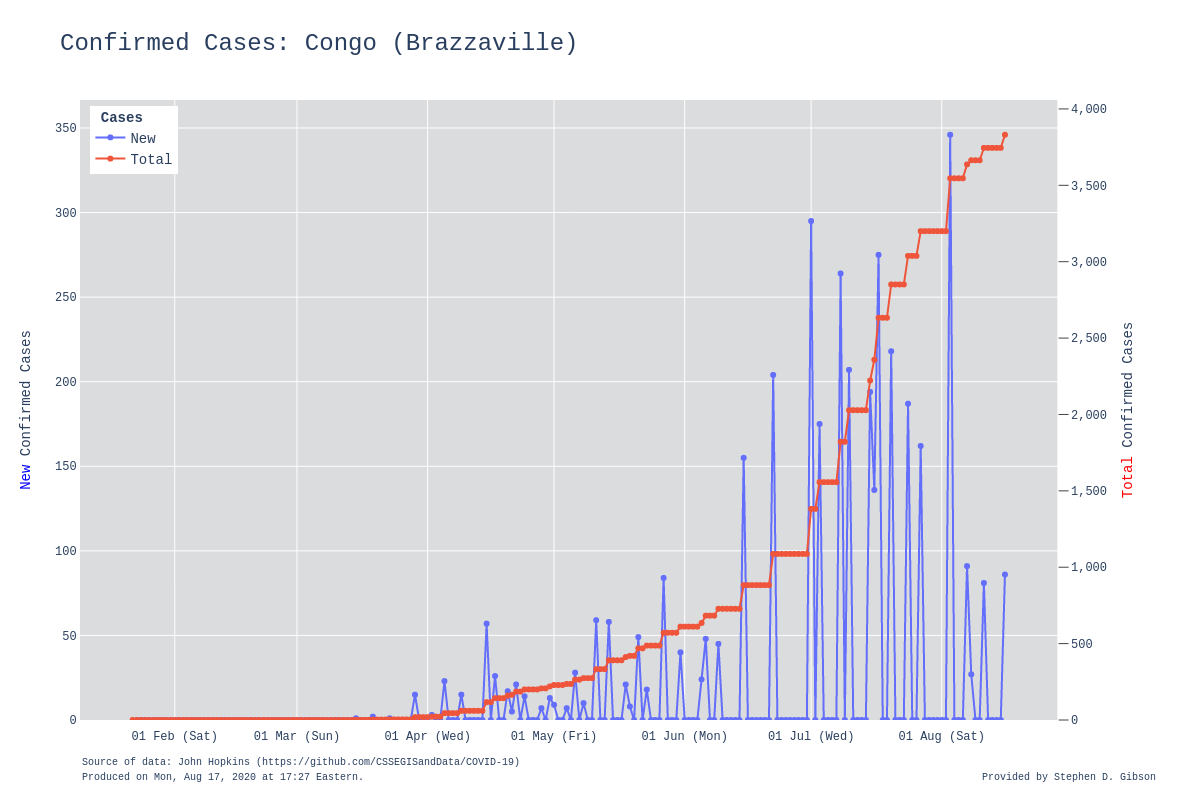 Confirmed Cases: Congo (Brazzaville)
Cases
New
Total
350
300
250
200
150
100
50
0
4,000
3,500
3,000
2,500
2,000
1,500
1,000
500
0
New Confirmed Cases
Total Confirmed Cases
01 Feb (Sat)
01 Mar (Sun)
01 Apr (Wed)
01 May (Fri)
01 Jun (Mon)
01 Jul (Wed)
01 Aug (Sat)
Source of data: John Hopkins (https://github.com/CSSEGISandData/COVID-19)
Produced on Mon, Aug 17, 2020 at 17:27 Eastern.
Provided by Stephen D. Gibson